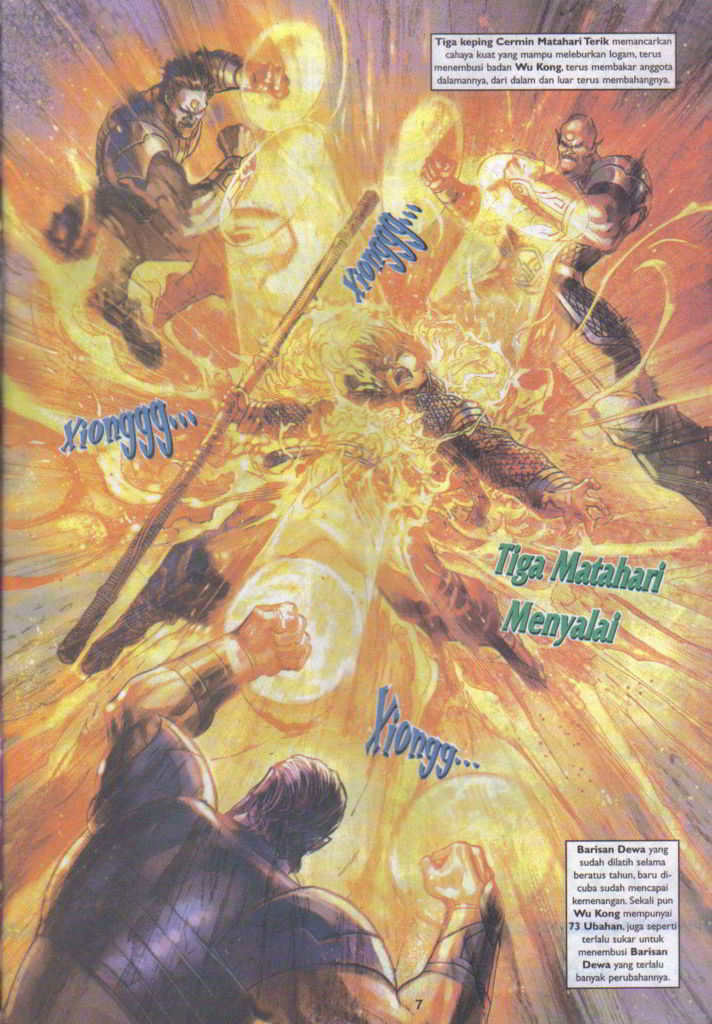 Tiga keping Cermin Matahari Terik memancarkan
cahaya kuat yang mampu meleburkan logam, terus
menembusi badan Wu Kong, terus membakar anggota
dalamannya, dari dalam dan luar terus membahangnya.
Xionggg...
Xionggg...
Tiga Matahari
Menyalai
Xiongg...
Barisan Dewa yang
sudah dilatih selama
beratus tahun, baru di-
cuba sudah mencapai
kemenangan. Sekali pun
Wu Kong mempunyai
73 Ubahan, juga seperti
terlalu sukar untuk
menembusi Barisan
Dewa yang terlalu
banyak perubahannya.
7